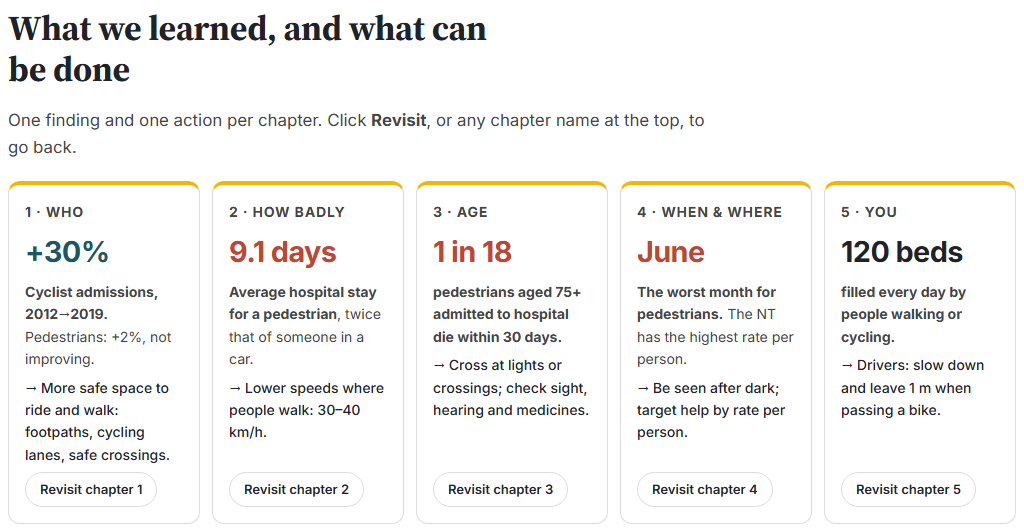 What we learned, and what can
be done
One finding and one action per chapter. Click Revisit, or any chapter name at the top, to
go back.
1 · WHO
+30%
Cyclist admissions,
2012→2019.
Pedestrians: +2%, not
improving.
→ More safe space to
ride and walk:
footpaths, cycling
lanes, safe crossings.
Revisit chapter 1
2 · HOW BADLY
9.1 days
Average hospital stay
for a pedestrian, twice
that of someone in a
car.
→ Lower speeds where
people walk: 30–40
km/h.
Revisit chapter 2
3 · AGE
1 in 18
pedestrians aged 75+
admitted to hospital
die within 30 days.
→ Cross at lights or
crossings; check sight,
hearing and medicines.
Revisit chapter 3
4 · WHEN & WHERE
June
The worst month for
pedestrians. The NT
has the highest rate per
person.
→ Be seen after dark;
target help by rate per
person.
Revisit chapter 4
5 · YOU
120 beds
filled every day by
people walking or
cycling.
→ Drivers: slow down
and leave 1 m when
passing a bike.
Revisit chapter 5